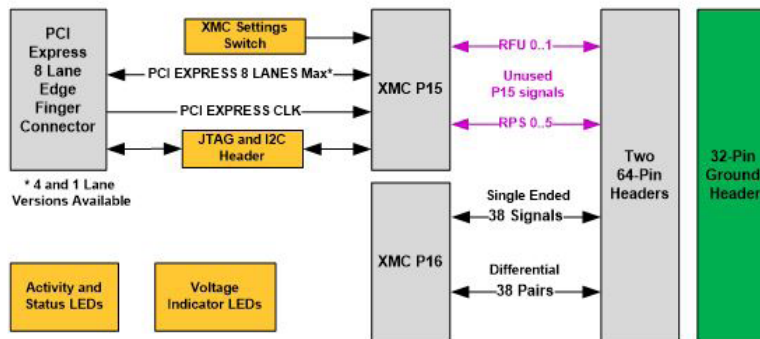 PCI
Express
8 Lane
Edge
Finger
Connector
* 4 and 1 Lane
Versions Available
XMC Settings
Switch
PCI EXPRESS 8 LANES Max*
PCI EXPRESS CLK
JTAG and I2C
Header
XMC P15
RFU 0..1
Unused
P15 signals
RPS 0..5
XMC P16
Single Ended
38 Signals
Differential
38 Pairs
Two
64-Pin
Headers
32-Pin
Ground
Header
Activity and
Status LEDs
Voltage
Indicator LEDs